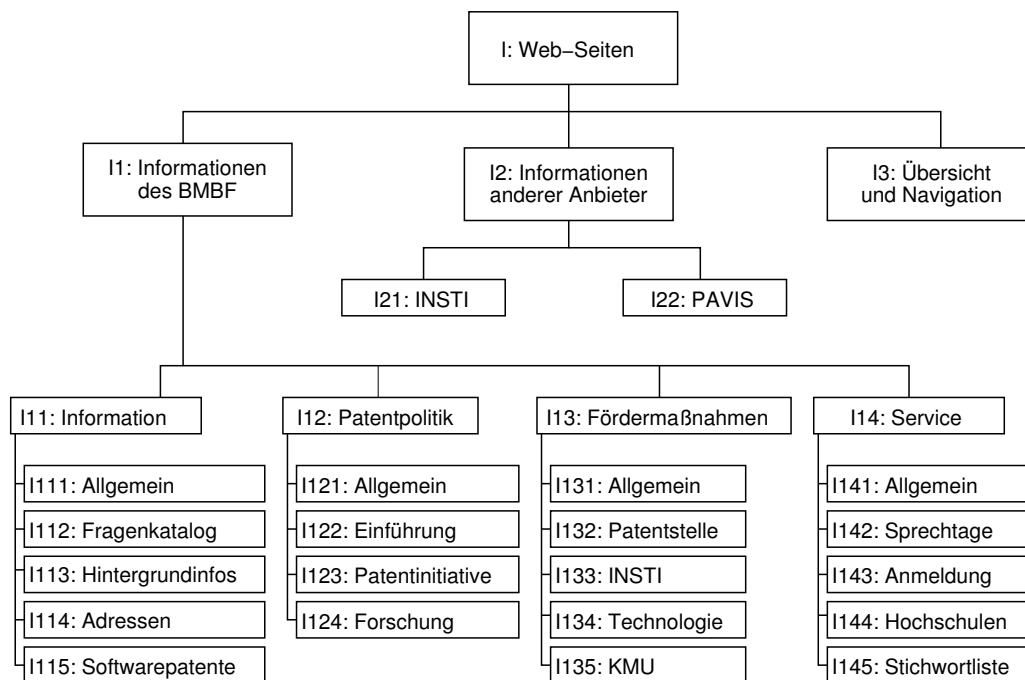 I: Web–Seiten
I1: Informationen
des BMBF
I2: Informationen
anderer Anbieter
I3: Übersicht
und Navigation
I21: INSTI
I22: PAVIS
I11: Information
I12: Patentpolitik
I13: Fördermaßnahmen
I14: Service
I111: Allgemein
I121: Allgemein
I131: Allgemein
I141: Allgemein
I112: Fragenkatalog
I122: Einführung
I132: Patentstelle
I142: Sprechtage
I113: Hintergrundinfos
I123: Patentinitiative
I133: INSTI
I143: Anmeldung
I114: Adressen
I124: Forschung
I134: Technologie
I144: Hochschulen
I115: Softwarepatente
I135: KMU
I145: Stichwortliste